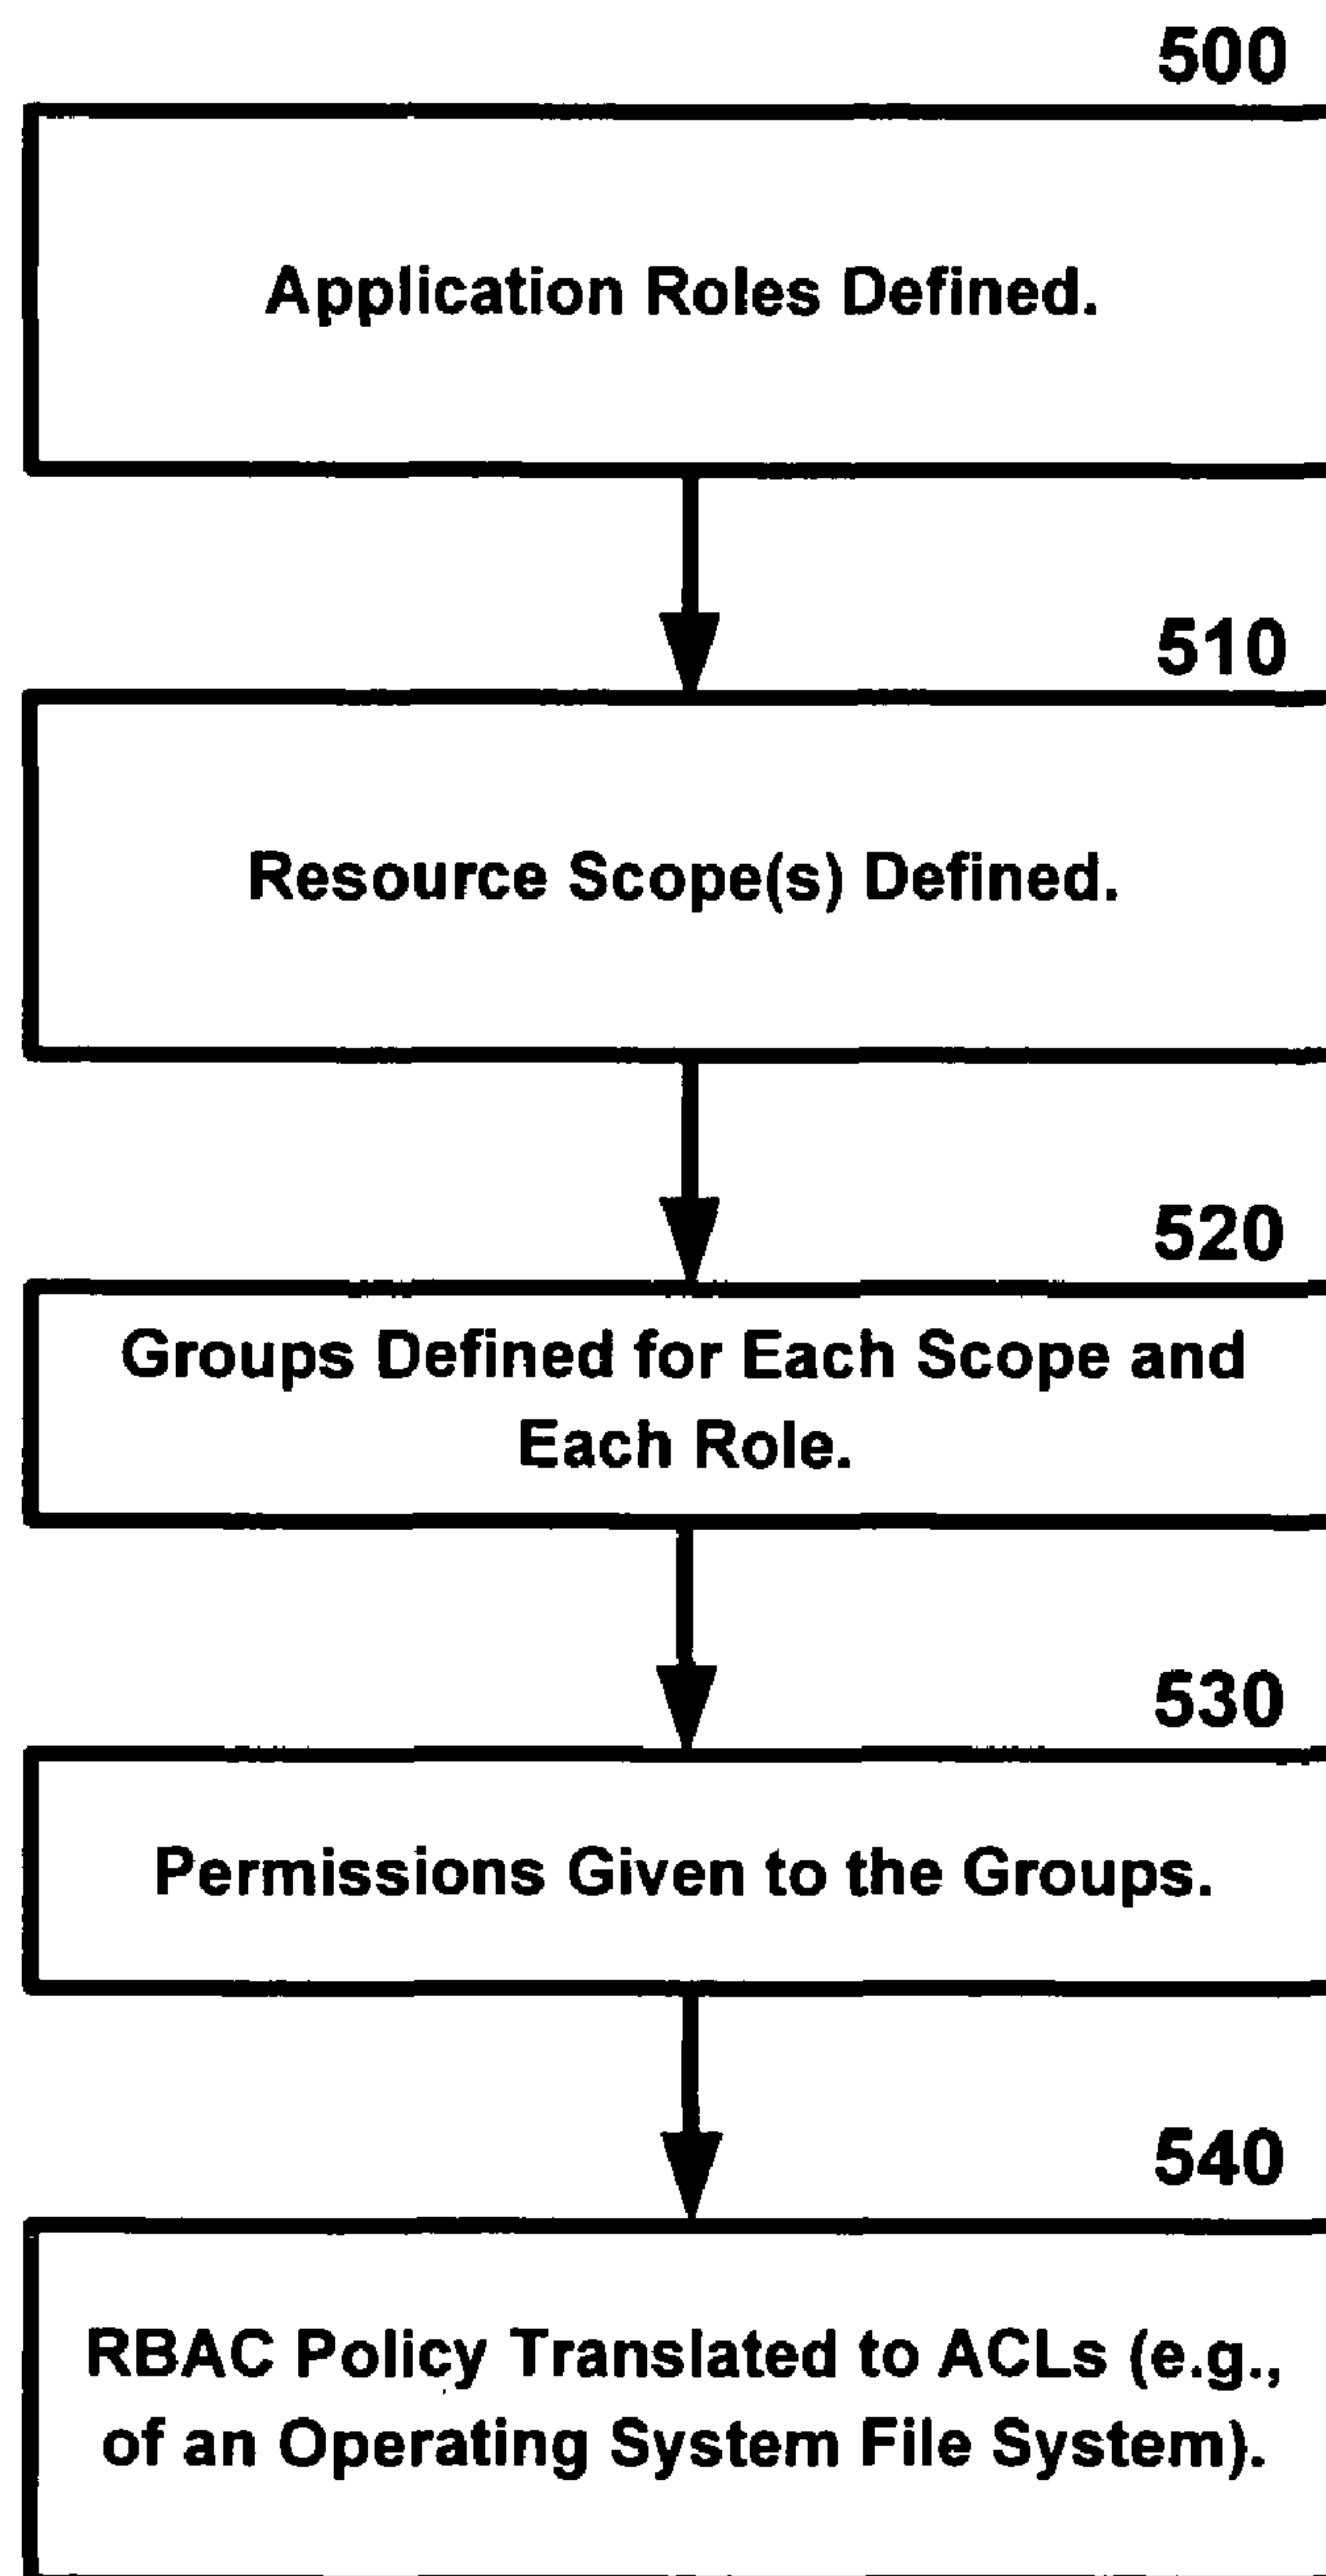 500
Application Roles Defined.
510
Resource Scope(s) Defined.
520
Groups Defined for Each Scope and
Each Role.
530
Permissions Given to the Groups.
540
RBAC Policy Translated to ACLs (e.g.,
of an Operating System File System).